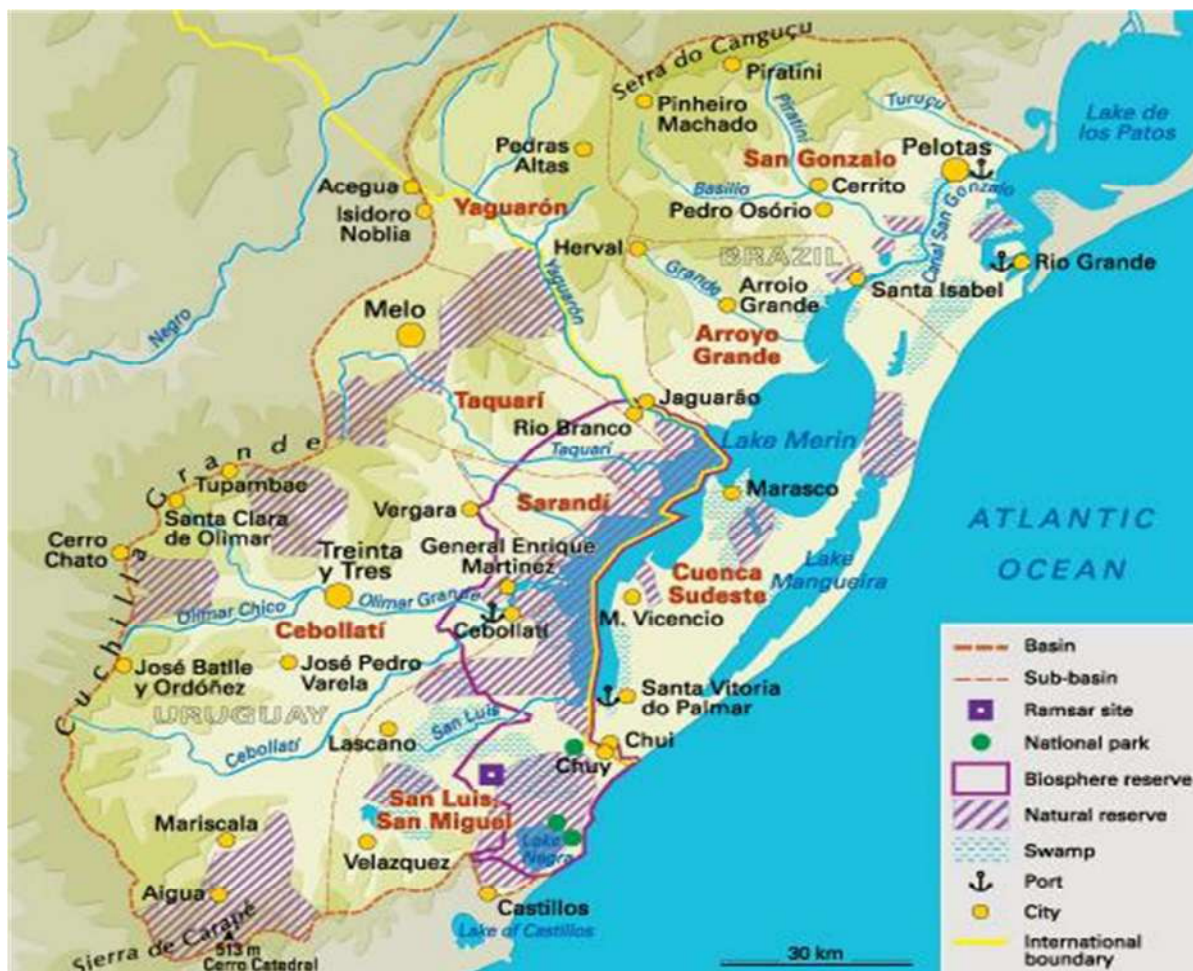 Serra do Canguçu
Piratini
Pinheiro
Machado
Piratini
Turuçu
Lake de
los Patos
Pedras
Altas
San Gonzalo
Pelotas
Acegua
Basilio
Cerrito
Canal San Gonzalo
Isidoro
Noblia
Yaguarón
Pedro Osório
Herval
BRAZIL
Rio Grande
Yaguarón
Grande
Arroio
Grande
Santa Isabel
Negro
Melo
Arroyo
Grande
Taquarí
Jaguarão
Rio Branco
Taquarí
Lake Merin
Cuchilla Grande
Tupambae
Sarandí
Marasco
Santa Clara
de Olimar
Vergara
ATLANTIC
OCEAN
Cerro
Chato
General Enrique
Martinez
Treinta
y Tres
Lake
Mangueira
Cuenca
Sudeste
Olimar Chico
Olimar Grande
M. Vicencio
Cebollatí
Cebollatí
José Batlle
y Ordóñez
José Pedro
Varela
Santa Vitoria
do Palmar
URUGUAY
San Luis
Cebollatí
Lascano
Chui
Chuy
San Luis,
San Miguel
Mariscala
Velazquez
Lake
Negra
Aigua
Castillos
Lake of Castillos
Sierra de Carapé
513 m
Cerro Catedral
30 km
Basin
Sub-basin
Ramsar site
National park
Biosphere reserve
Natural reserve
Swamp
Port
City
International
boundary